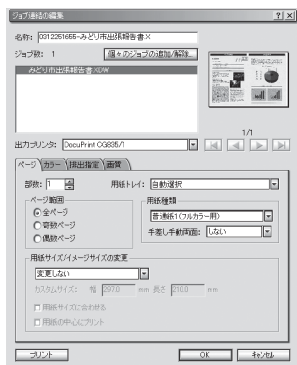 ジョブ連結の編集
名称: 0312251655-みどり市出張報告書.X
ジョブ数: 1 個々のジョブの追加/解除...
みどり市出張報告書.XDW
出力プリンタ: DocuPrint CG835/1
1/1
ページ カラー 排出指定 画質
部数: 1 用紙トレイ: 自動選択
ページ範囲
全ページ
奇数ページ
偶数ページ
用紙種類
普通紙1(フルカラー用)
手差し手動両面: しない
用紙サイズ/イメージサイズの変更
変更しない
カスタムサイズ: 幅 297.0 mm 長さ 210.0 mm
用紙サイズに合わせる
用紙の中心にプリント
プリント OK キャンセル